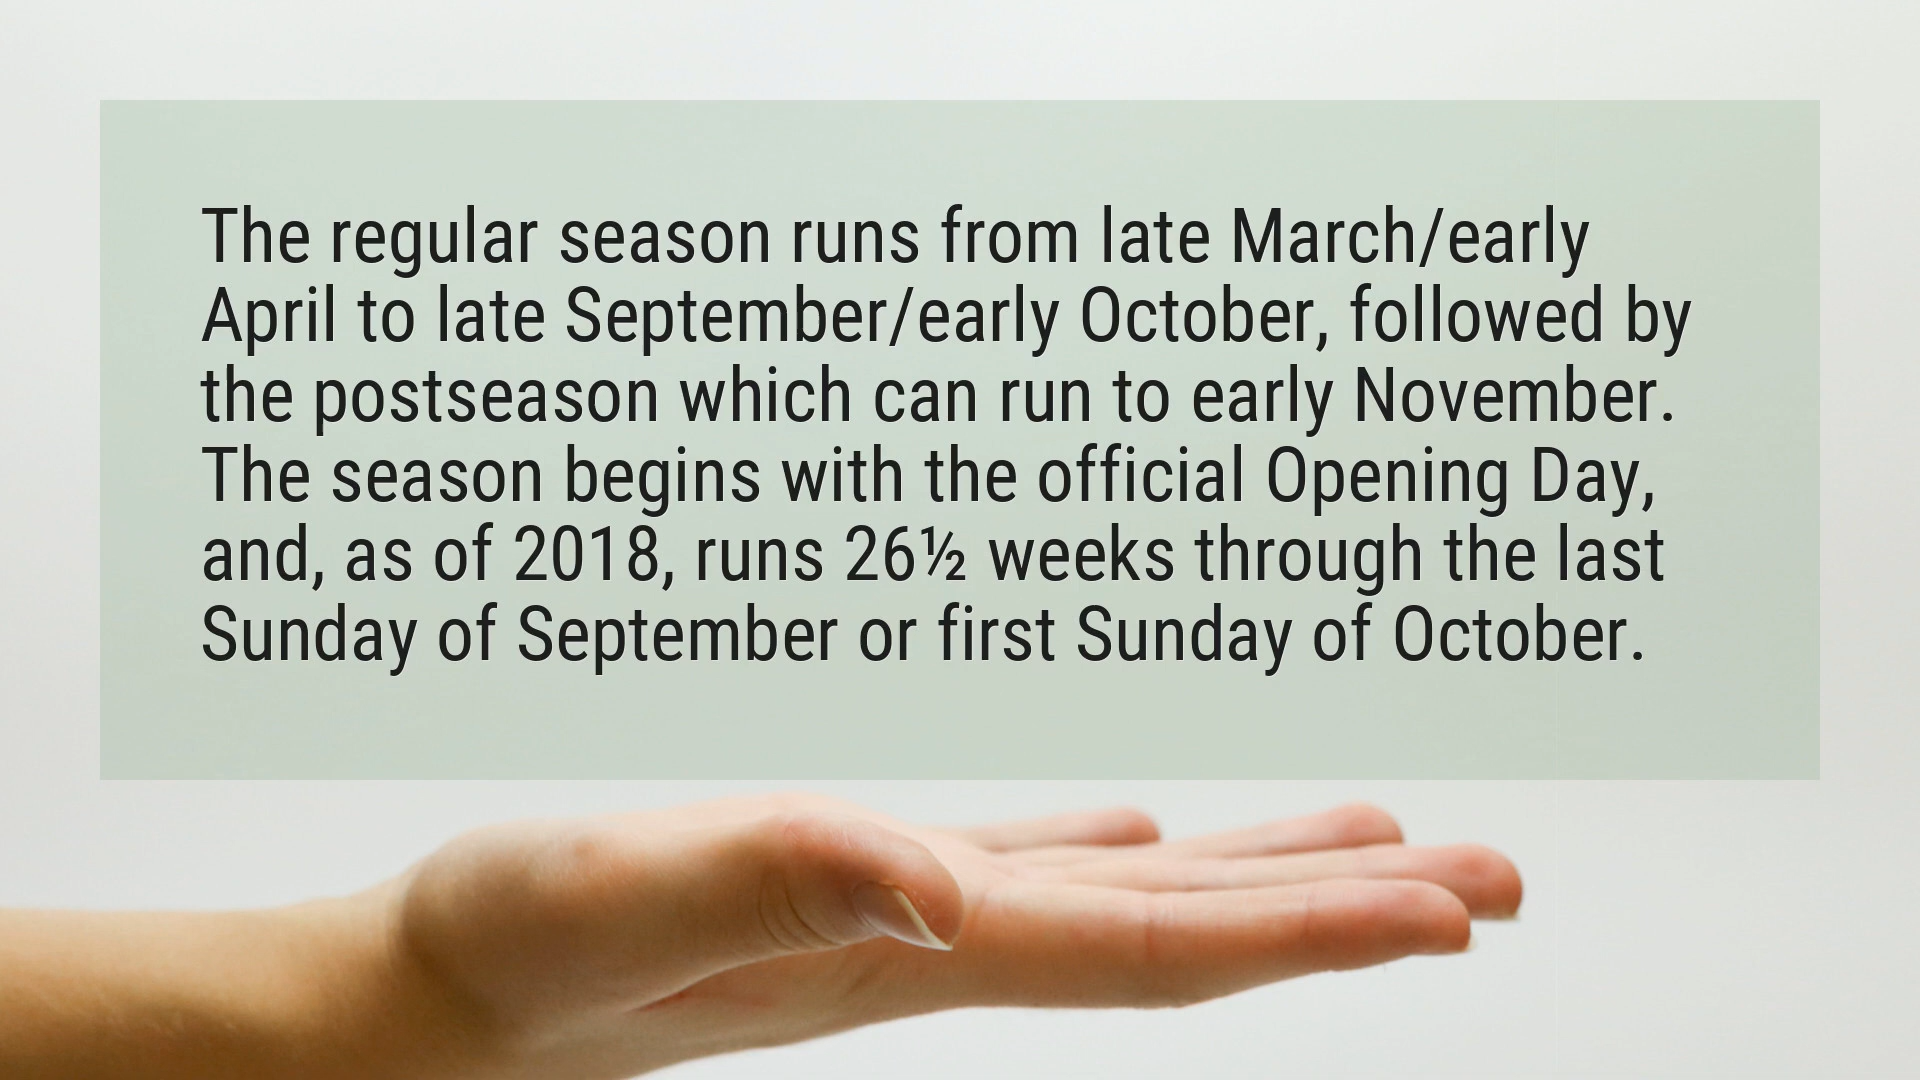 The regular season runs from late March/early
April to late September/early October, followed by
the postseason which can run to early November.
The season begins with the official Opening Day,
and, as of 2018, runs 26½ weeks through the last
Sunday of September or first Sunday of October.